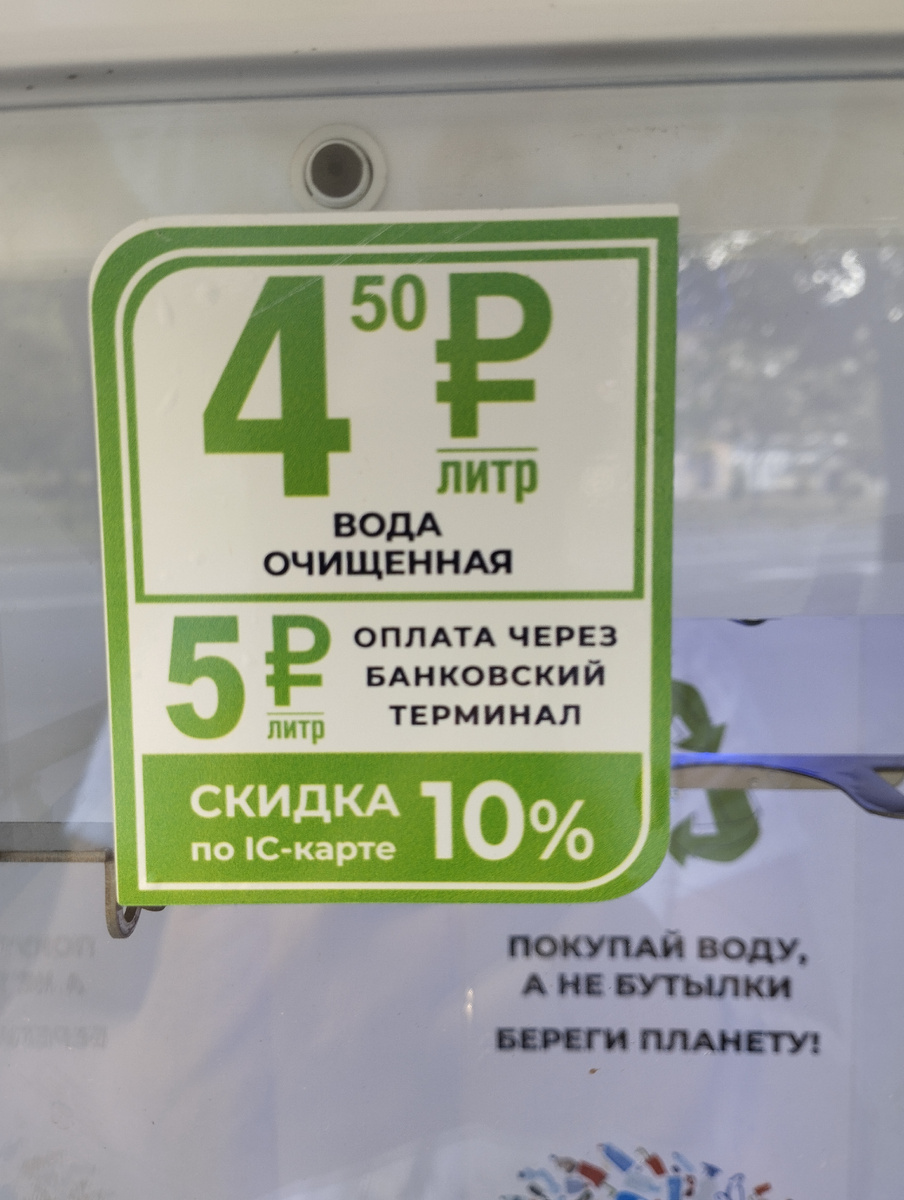 4 50 ₽
литр
ВОДА
ОЧИЩЕННАЯ
5 ₽
литр
ОПЛАТА ЧЕРЕЗ
БАНКОВСКИЙ
ТЕРМИНАЛ
СКИДКА 10%
по IC-карте
ПОКУПАЙ ВОДУ,
А НЕ БУТЫЛКИ
БЕРЕГИ ПЛАНЕТУ!